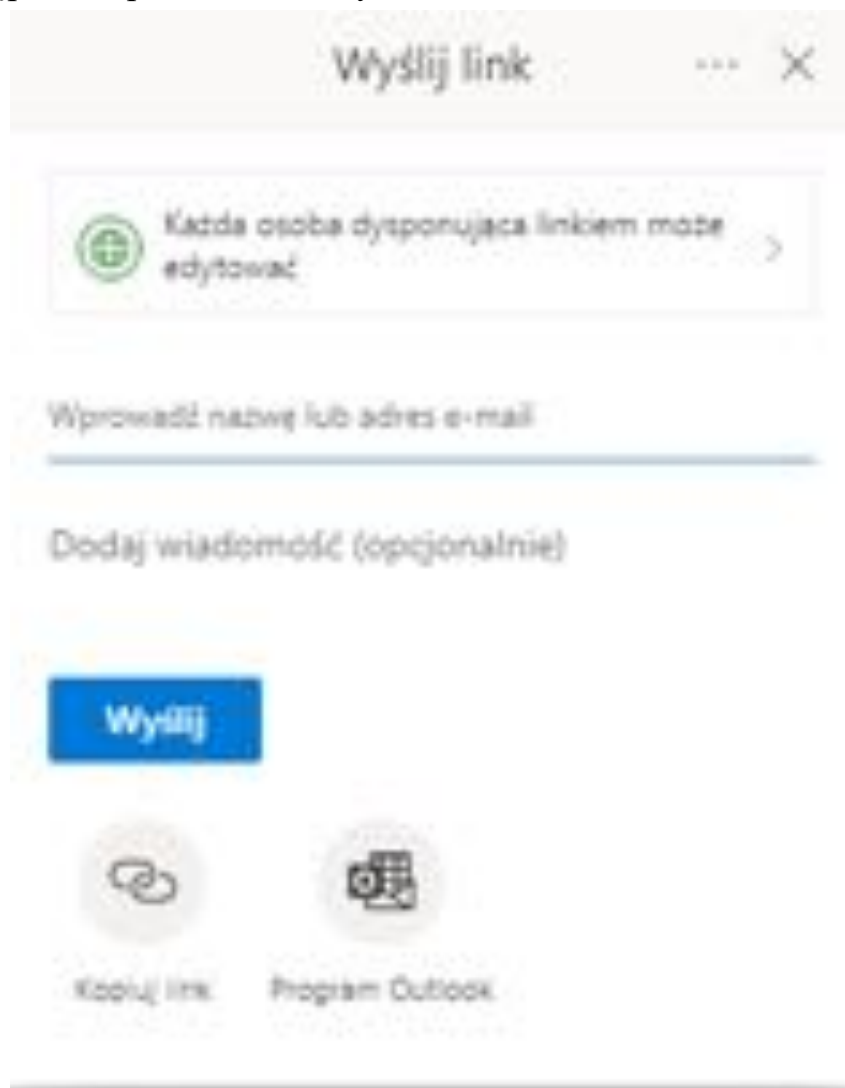 Wyślij link
Każda osoba dysponująca linkiem może
edytować
Wprowadź nazwę lub adres e-mail
Dodaj wiadomość (opcjonalnie)
Wyślij
Kopiuj link Program Outlook